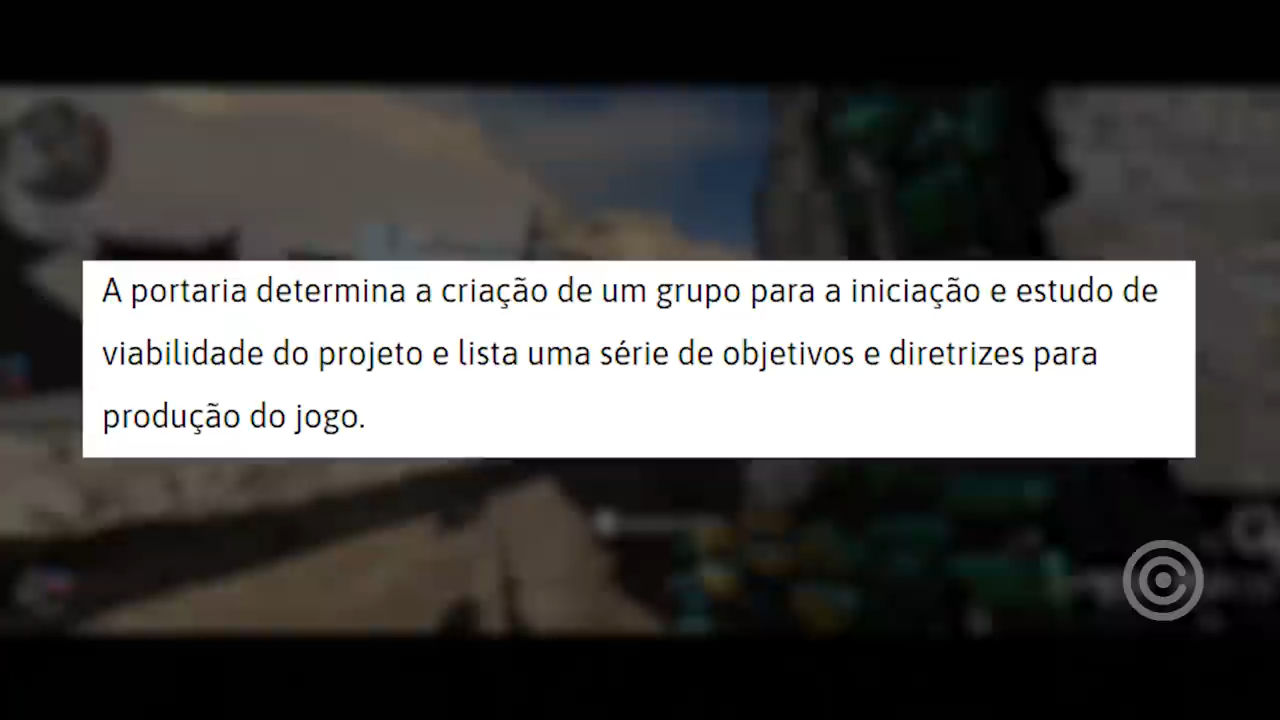 A portaria determina a criação de um grupo para a iniciação e estudo de
viabilidade do projeto e lista uma série de objetivos e diretrizes para
produção do jogo.